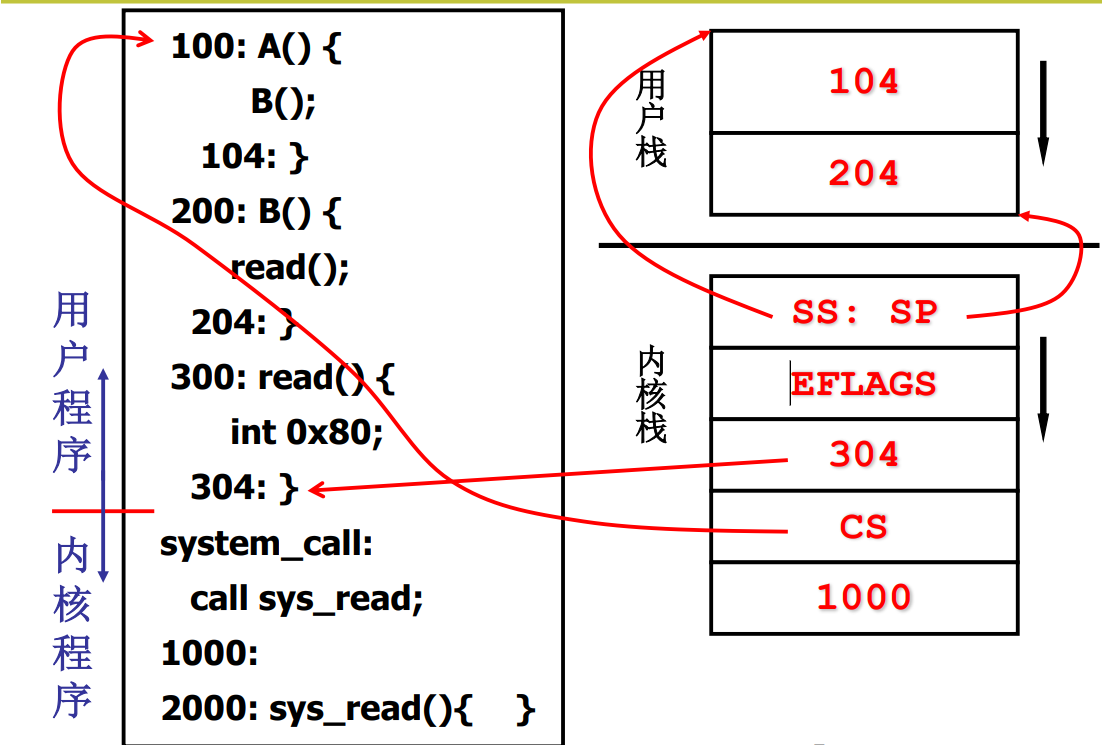 100: A() {
B();
104: }
200: B() {
read();
204: }
300: read() {
int 0x80;
304: }
system_call:
call sys_read;
1000:
2000: sys_read(){ }
用户程序
内核程序
用户栈
104
204
内核栈
SS: SP
EFLAGS
304
CS
1000